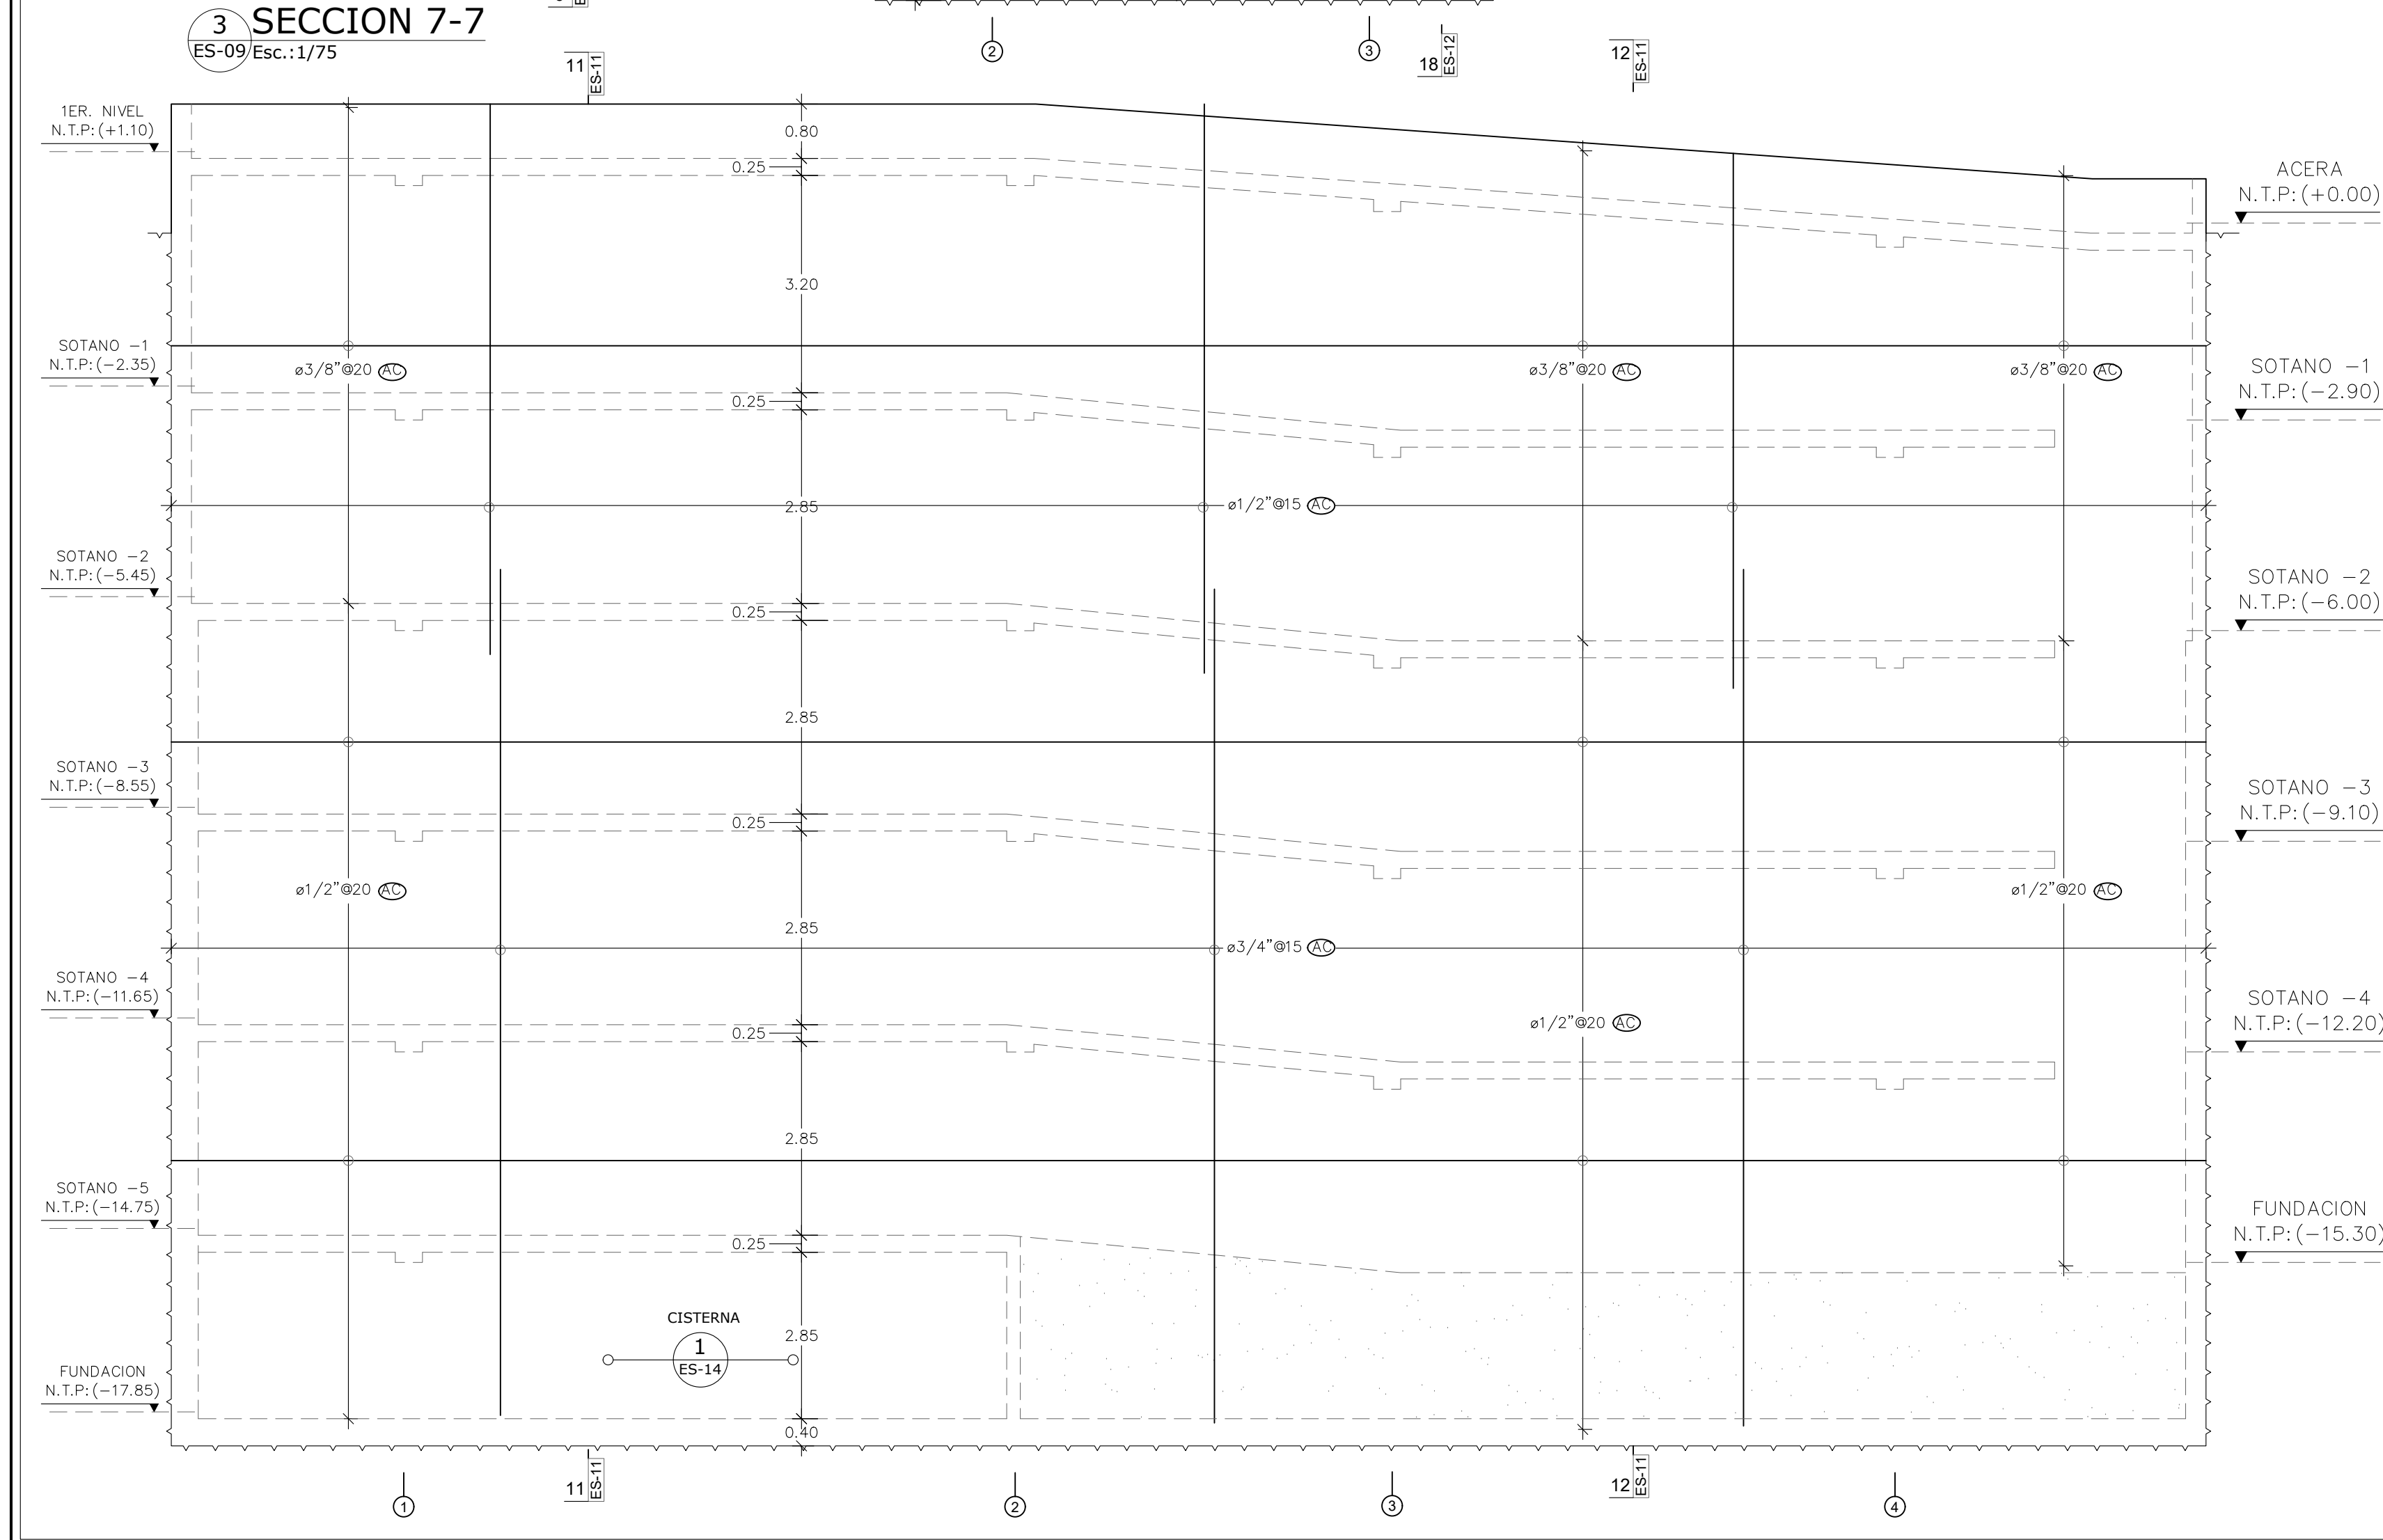 3
SECCION 7-7
ES-09
Esc.:1/75
2
3
11
ES-11
18
ES-12
12
ES-11
1ER. NIVEL
N.T.P:(+1.10)
0.80
0.25
ACERA
N.T.P:(+0.00)
3.20
SOTANO -1
N.T.P:(-2.35)
ø3/8"@20 AC
ø3/8"@20 AC
ø3/8"@20 AC
SOTANO -1
N.T.P:(-2.90)
0.25
2.85
ø1/2"@15 AC
SOTANO -2
N.T.P:(-5.45)
0.25
SOTANO -2
N.T.P:(-6.00)
2.85
SOTANO -3
N.T.P:(-8.55)
0.25
SOTANO -3
N.T.P:(-9.10)
ø1/2"@20 AC
ø1/2"@20 AC
2.85
ø3/4"@15 AC
SOTANO -4
N.T.P:(-11.65)
0.25
ø1/2"@20 AC
SOTANO -4
N.T.P:(-12.20)
2.85
SOTANO -5
N.T.P:(-14.75)
0.25
FUNDACION
N.T.P:(-15.30)
CISTERNA
1
ES-14
2.85
FUNDACION
N.T.P:(-17.85)
0.40
11
ES-11
12
ES-11
1
2
3
4